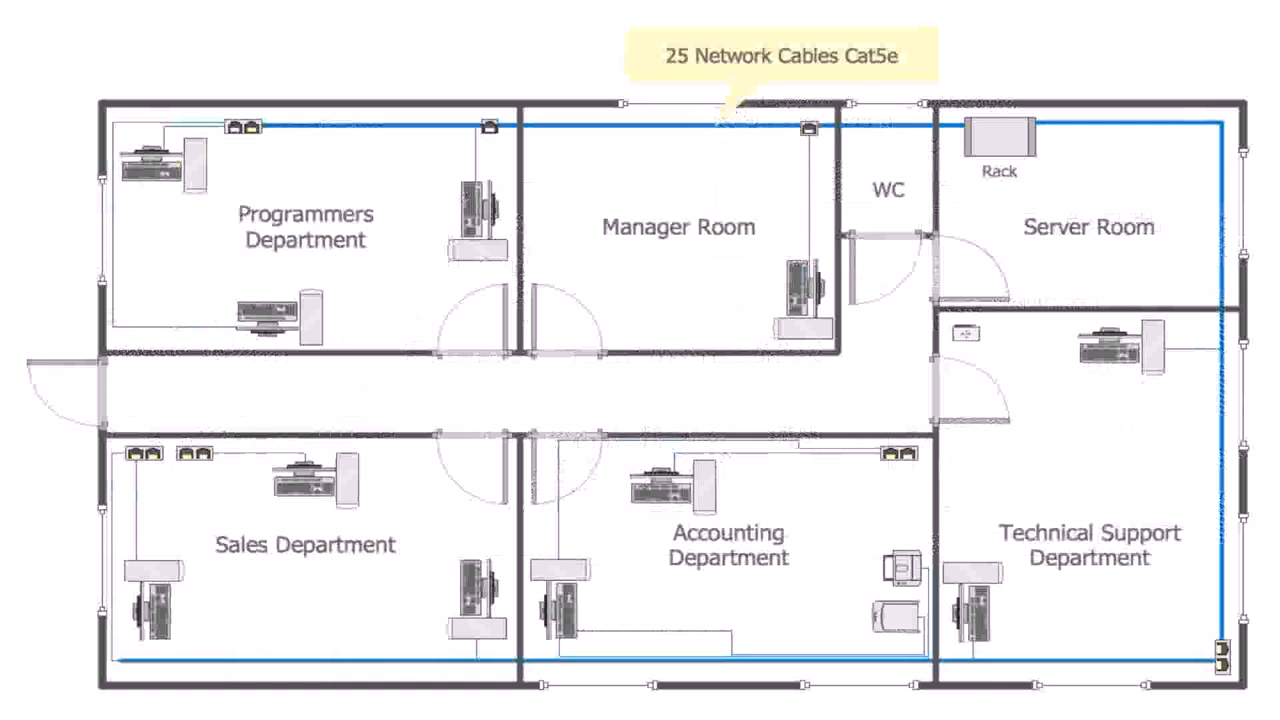 25 Network Cables Cat5e
Rack
WC
Programmers
Department
Manager Room
Server Room
Sales Department
Accounting
Department
Technical Support
Department